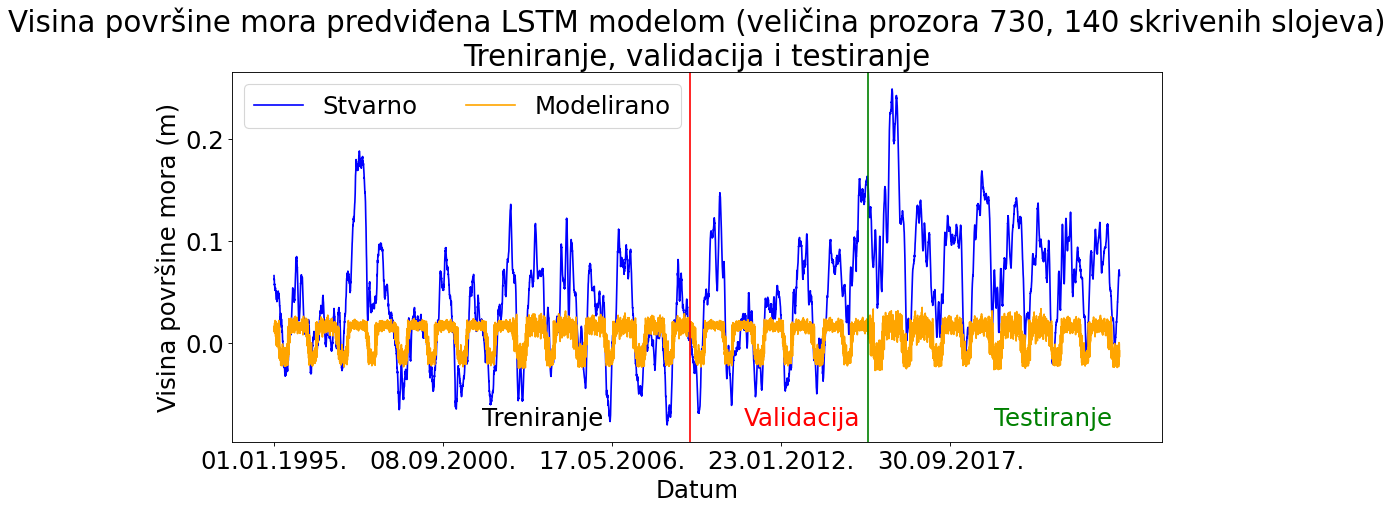 Visina površine mora predviđena LSTM modelom (veličina prozora 730, 140 skrivenih slojeva)
Treniranje, validacija i testiranje
Stvarno
Modelirano
Visina površine mora (m)
0.2
0.1
0.0
Treniranje
Validacija
Testiranje
01.01.1995.
08.09.2000.
17.05.2006.
23.01.2012.
30.09.2017.
Datum